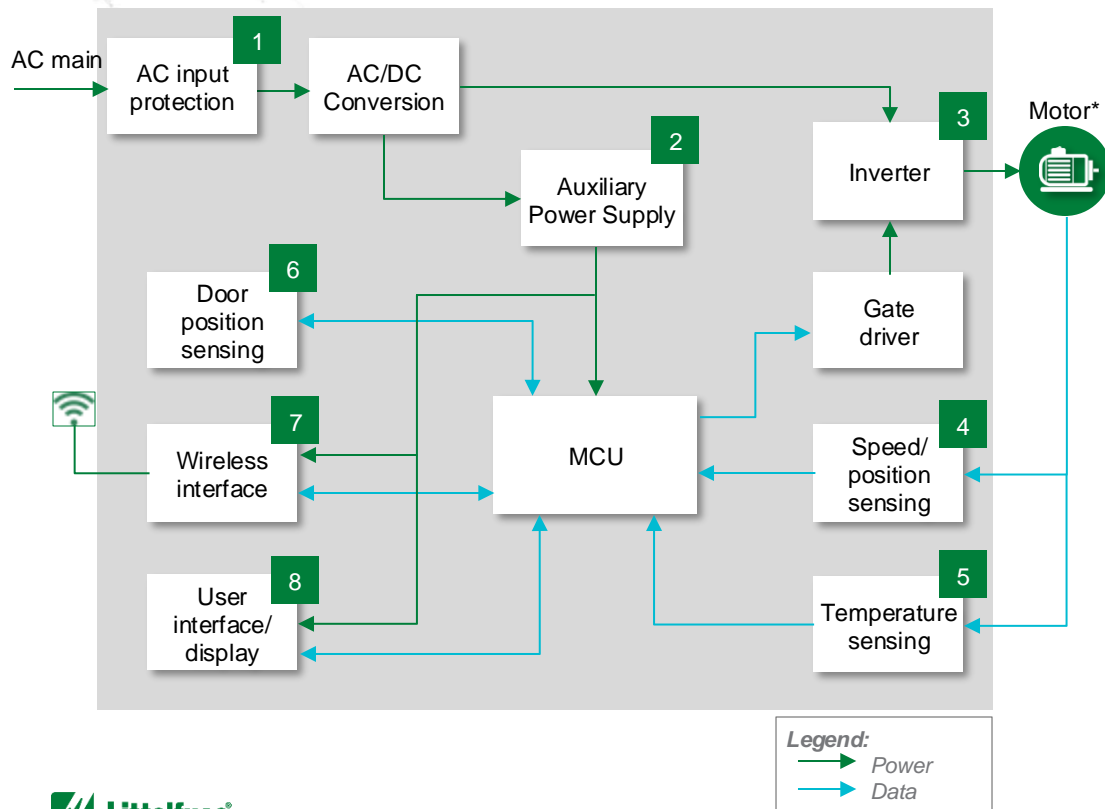 AC main
1
AC input
protection
AC/DC
Conversion
2
Auxiliary
Power Supply
3
Inverter
Motor*
6
Door
position
sensing
Gate
driver
7
Wireless
interface
MCU
4
Speed/
position
sensing
8
User
interface/
display
5
Temperature
sensing
Legend:
Power
Data